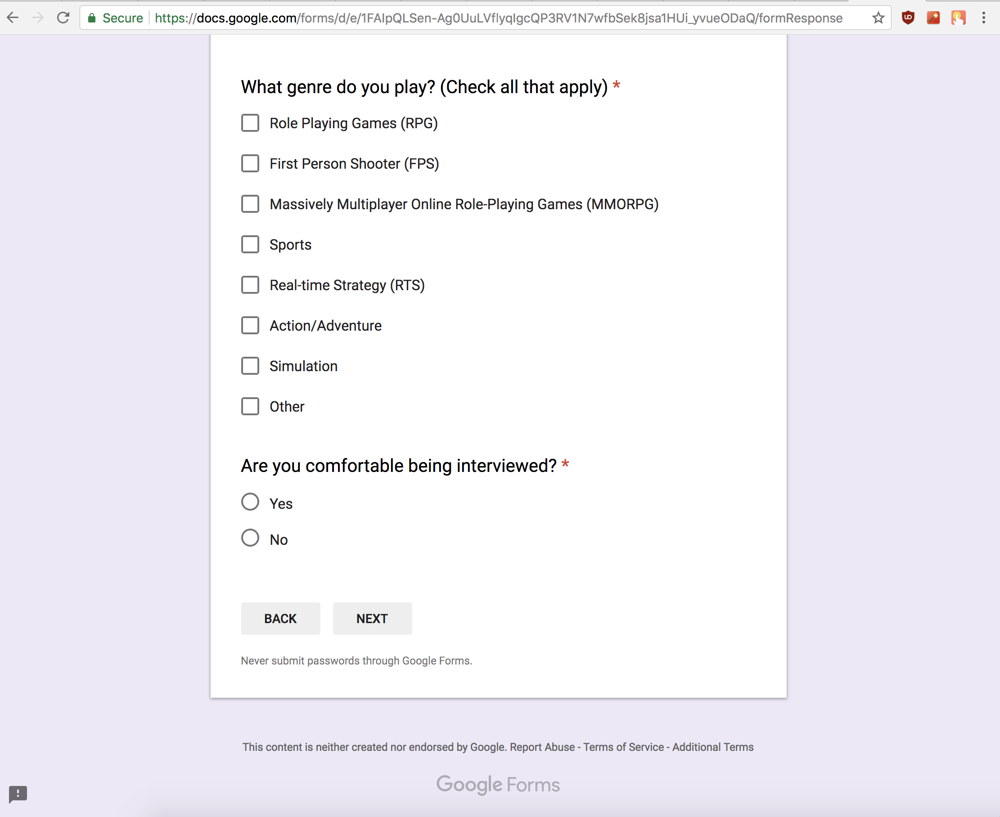 Secure https://docs.google.com/forms/d/e/1FAIpQLSen-Ag0UuLVflyqIgcQP3RV1N7wfbSek8jsa1HUi_yvueODaQ/formResponse
What genre do you play? (Check all that apply) *
Role Playing Games (RPG)
First Person Shooter (FPS)
Massively Multiplayer Online Role-Playing Games (MMORPG)
Sports
Real-time Strategy (RTS)
Action/Adventure
Simulation
Other
Are you comfortable being interviewed? *
Yes
No
BACK NEXT
Never submit passwords through Google Forms.
This content is neither created nor endorsed by Google. Report Abuse - Terms of Service - Additional Terms
Google Forms